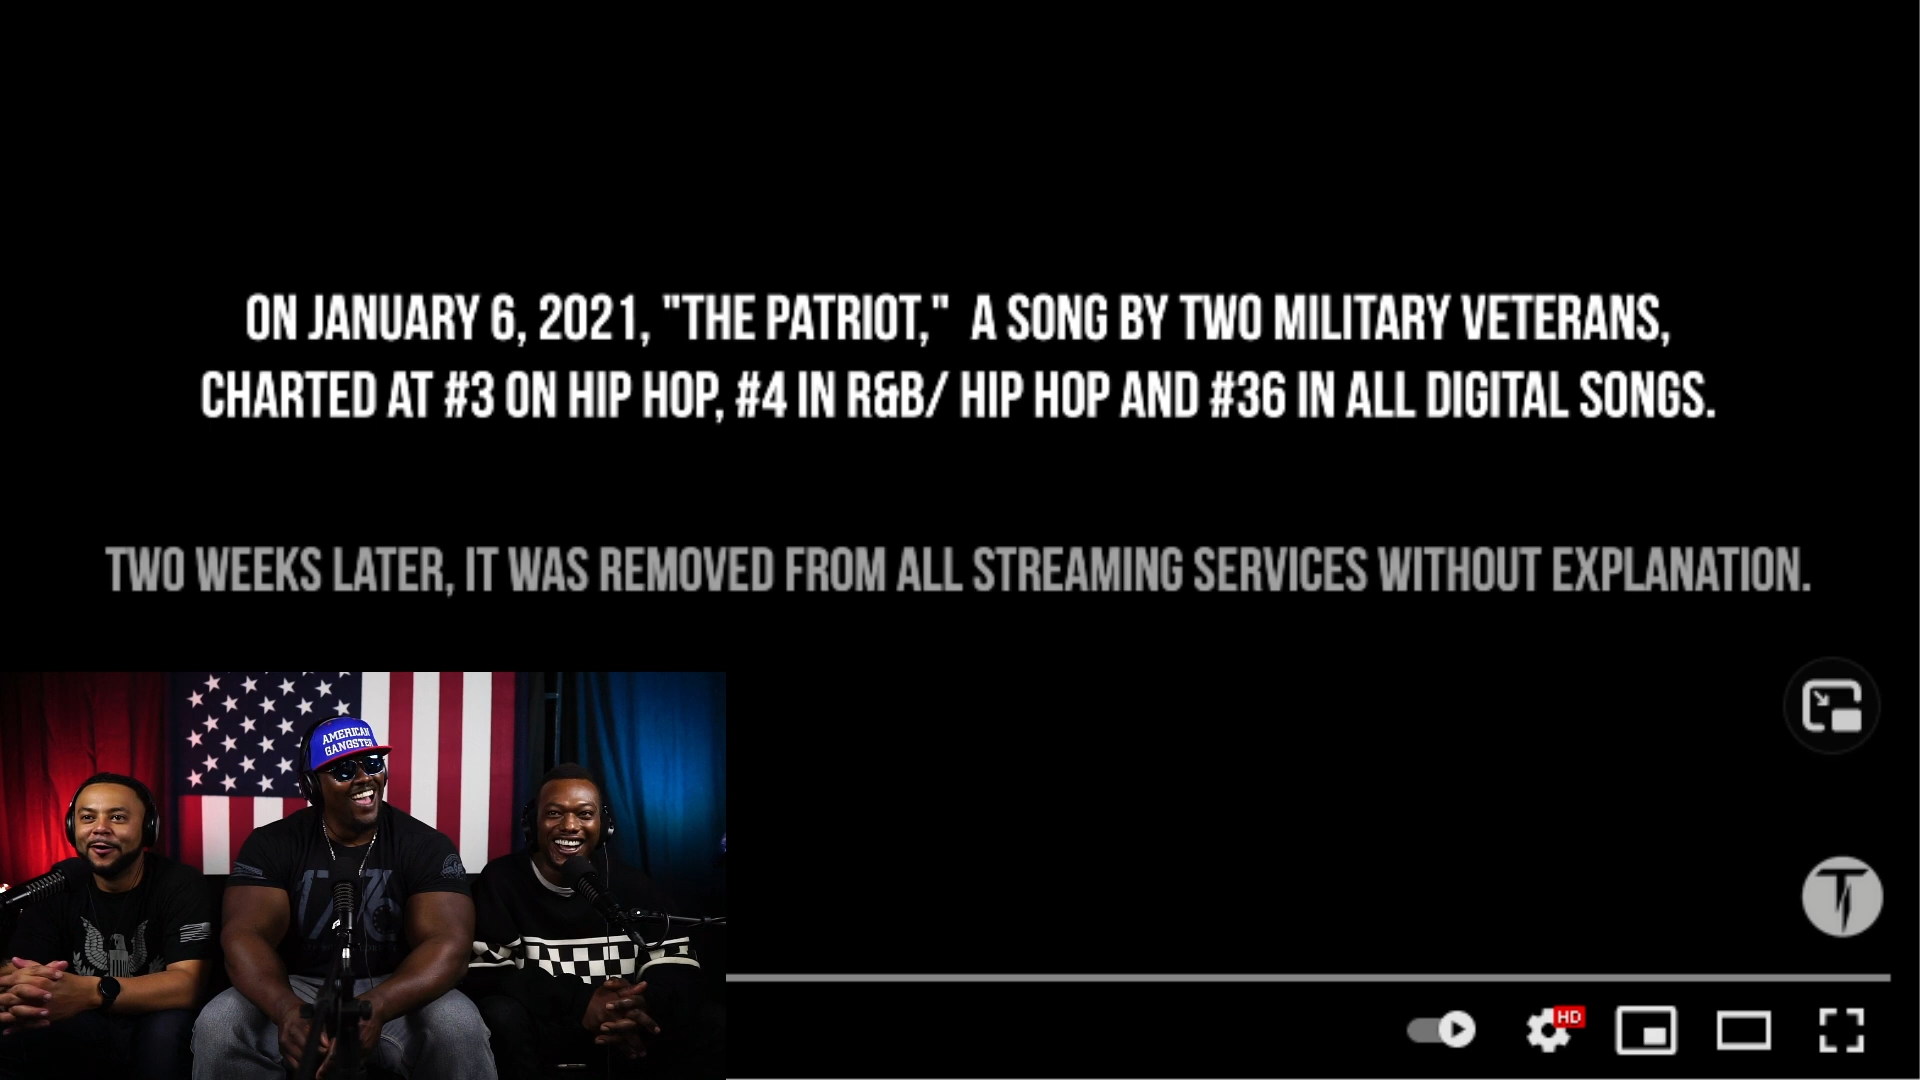 ON JANUARY 6, 2021, "THE PATRIOT," A SONG BY TWO MILITARY VETERANS,
CHARTED AT #3 ON HIP HOP, #4 IN R&B/ HIP HOP AND #36 IN ALL DIGITAL SONGS.
TWO WEEKS LATER, IT WAS REMOVED FROM ALL STREAMING SERVICES WITHOUT EXPLANATION.
AMERICAN
GANGSTER
1776
HD